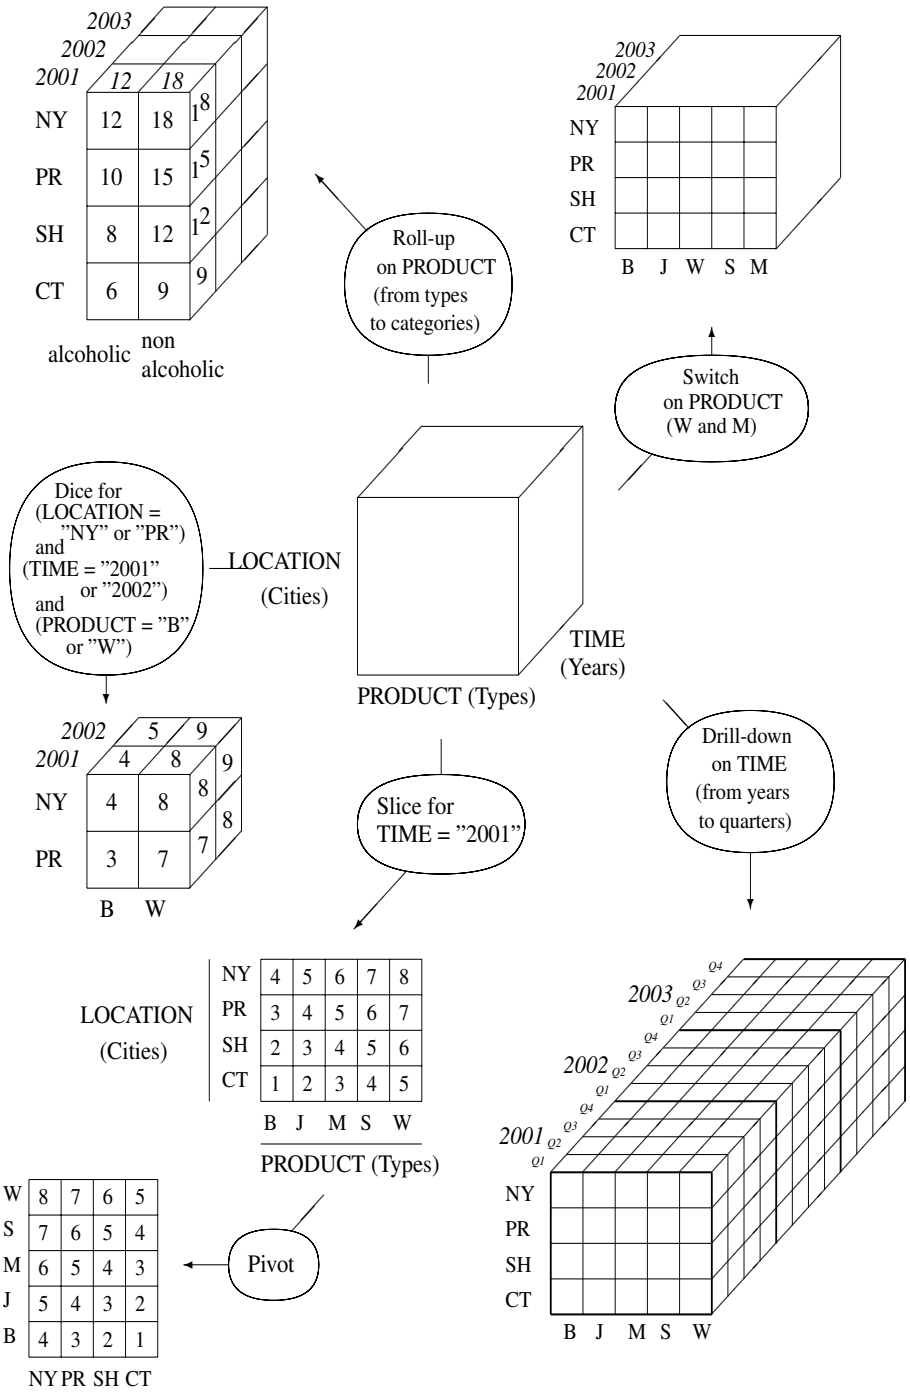 2003
2002
2001
12 18
NY 12 18 18
PR 10 15 15
SH 8 12 12
CT 6 9 9
alcoholic
non
alcoholic
Roll-up
on PRODUCT
(from types
to categories)
2003
2002
2001
NY
PR
SH
CT
B J W S M
Switch
on PRODUCT
(W and M)
Dice for
(LOCATION =
”NY” or ”PR”)
and
(TIME = ”2001”
or ”2002”)
and
(PRODUCT = ”B”
or ”W”)
LOCATION
(Cities)
TIME
(Years)
PRODUCT (Types)
2002 5 9
2001 4 8 9
NY 4 8 8
PR 3 7 7 8
B W
Slice for
TIME = ”2001”
Drill-down
on TIME
(from years
to quarters)
LOCATION
(Cities)
NY 4 5 6 7 8
PR 3 4 5 6 7
SH 2 3 4 5 6
CT 1 2 3 4 5
B J M S W
PRODUCT (Types)
Pivot
W 8 7 6 5
S 7 6 5 4
M 6 5 4 3
J 5 4 3 2
B 4 3 2 1
NY PR SH CT
Q4
Q3
2003 Q2
Q1
Q4
Q3
2002 Q2
Q1
Q4
Q3
2001 Q2
Q1
NY
PR
SH
CT
B J M S W